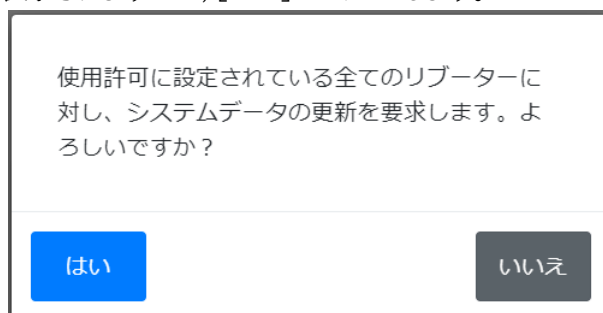 使用許可に設定されている全てのリブーターに
対し、システムデータの更新を要求します。よ
ろしいですか？
はい
いいえ